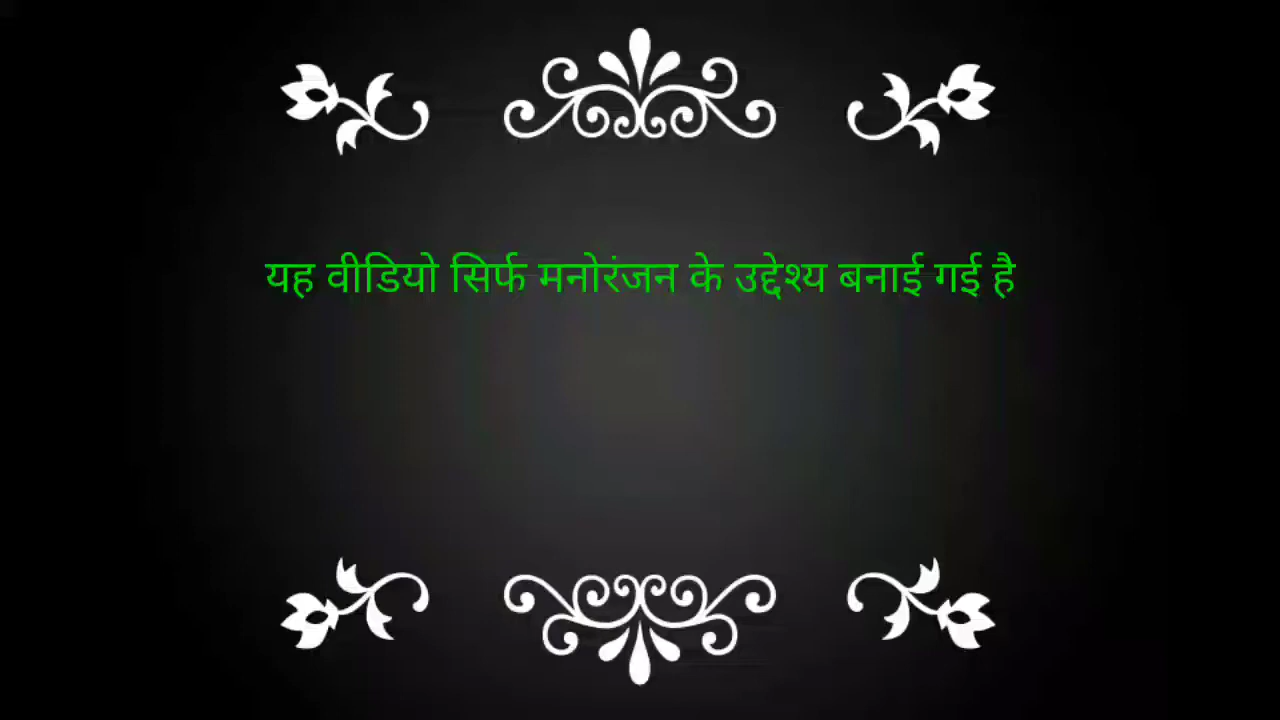 यह वीडियो सिर्फ मनोरंजन के उद्देश्य बनाई गई है